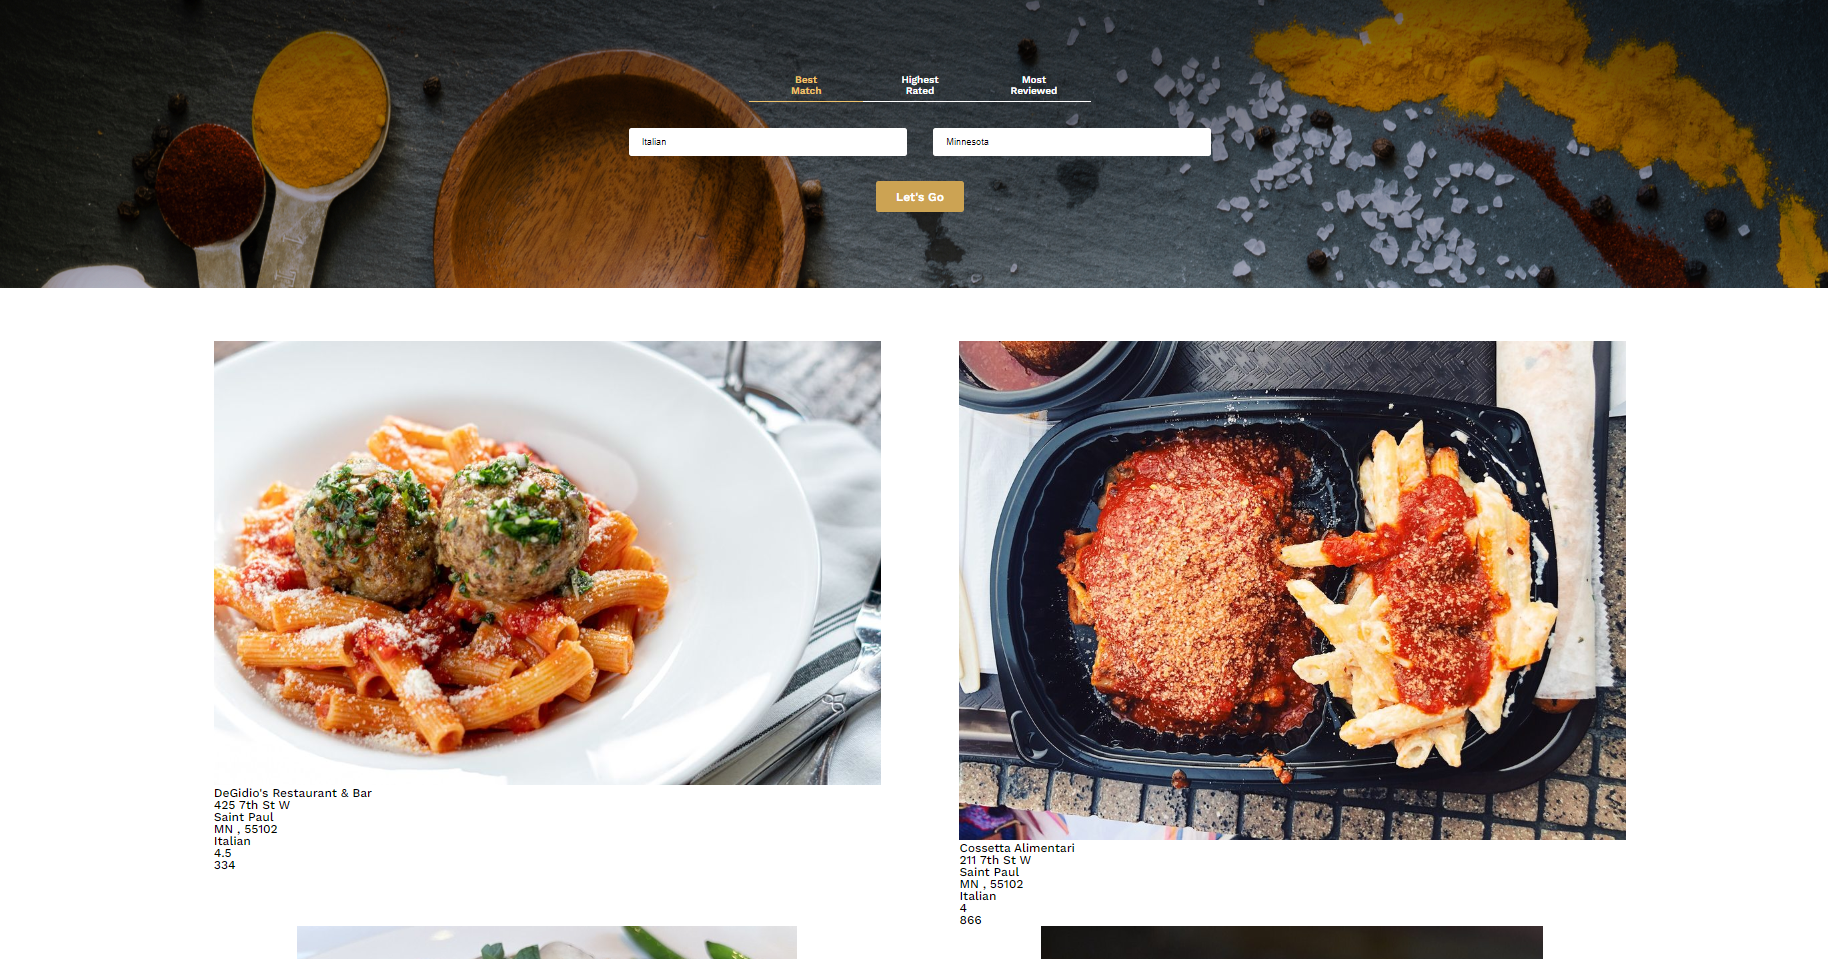 Best
Match
Highest
Rated
Most
Reviewed
Italian
Minnesota
Let's Go
DeGidio's Restaurant & Bar
425 7th St W
Saint Paul
MN , 55102
Italian
4.5
334
Cossetta Alimentari
211 7th St W
Saint Paul
MN , 55102
Italian
4
866